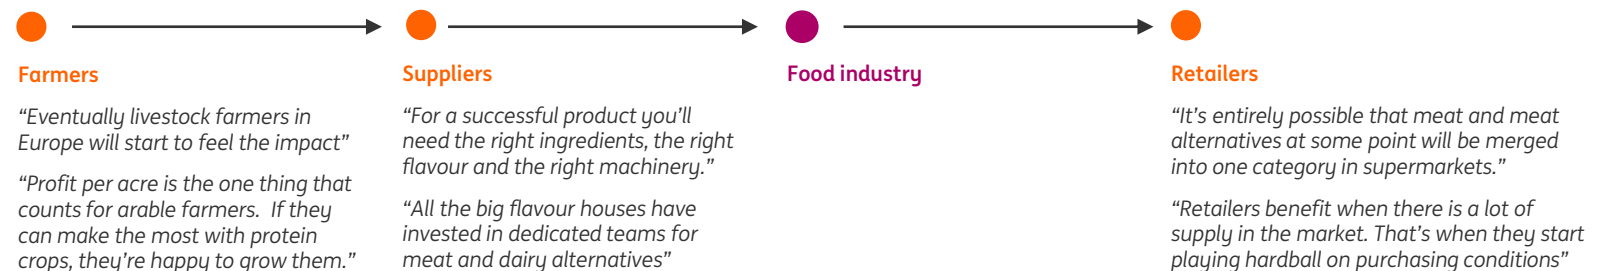 Farmers
“Eventually livestock farmers in
Europe will start to feel the impact”
“Profit per acre is the one thing that
counts for arable farmers.  If they
can make the most with protein
crops, they’re happy to grow them.”
Suppliers
“For a successful product you’ll
need the right ingredients, the right
flavour and the right machinery.”
“All the big flavour houses have
invested in dedicated teams for
meat and dairy alternatives”
Food industry
Retailers
“It’s entirely possible that meat and meat
alternatives at some point will be merged
into one category in supermarkets.”
“Retailers benefit when there is a lot of
supply in the market. That’s when they start
playing hardball on purchasing conditions”